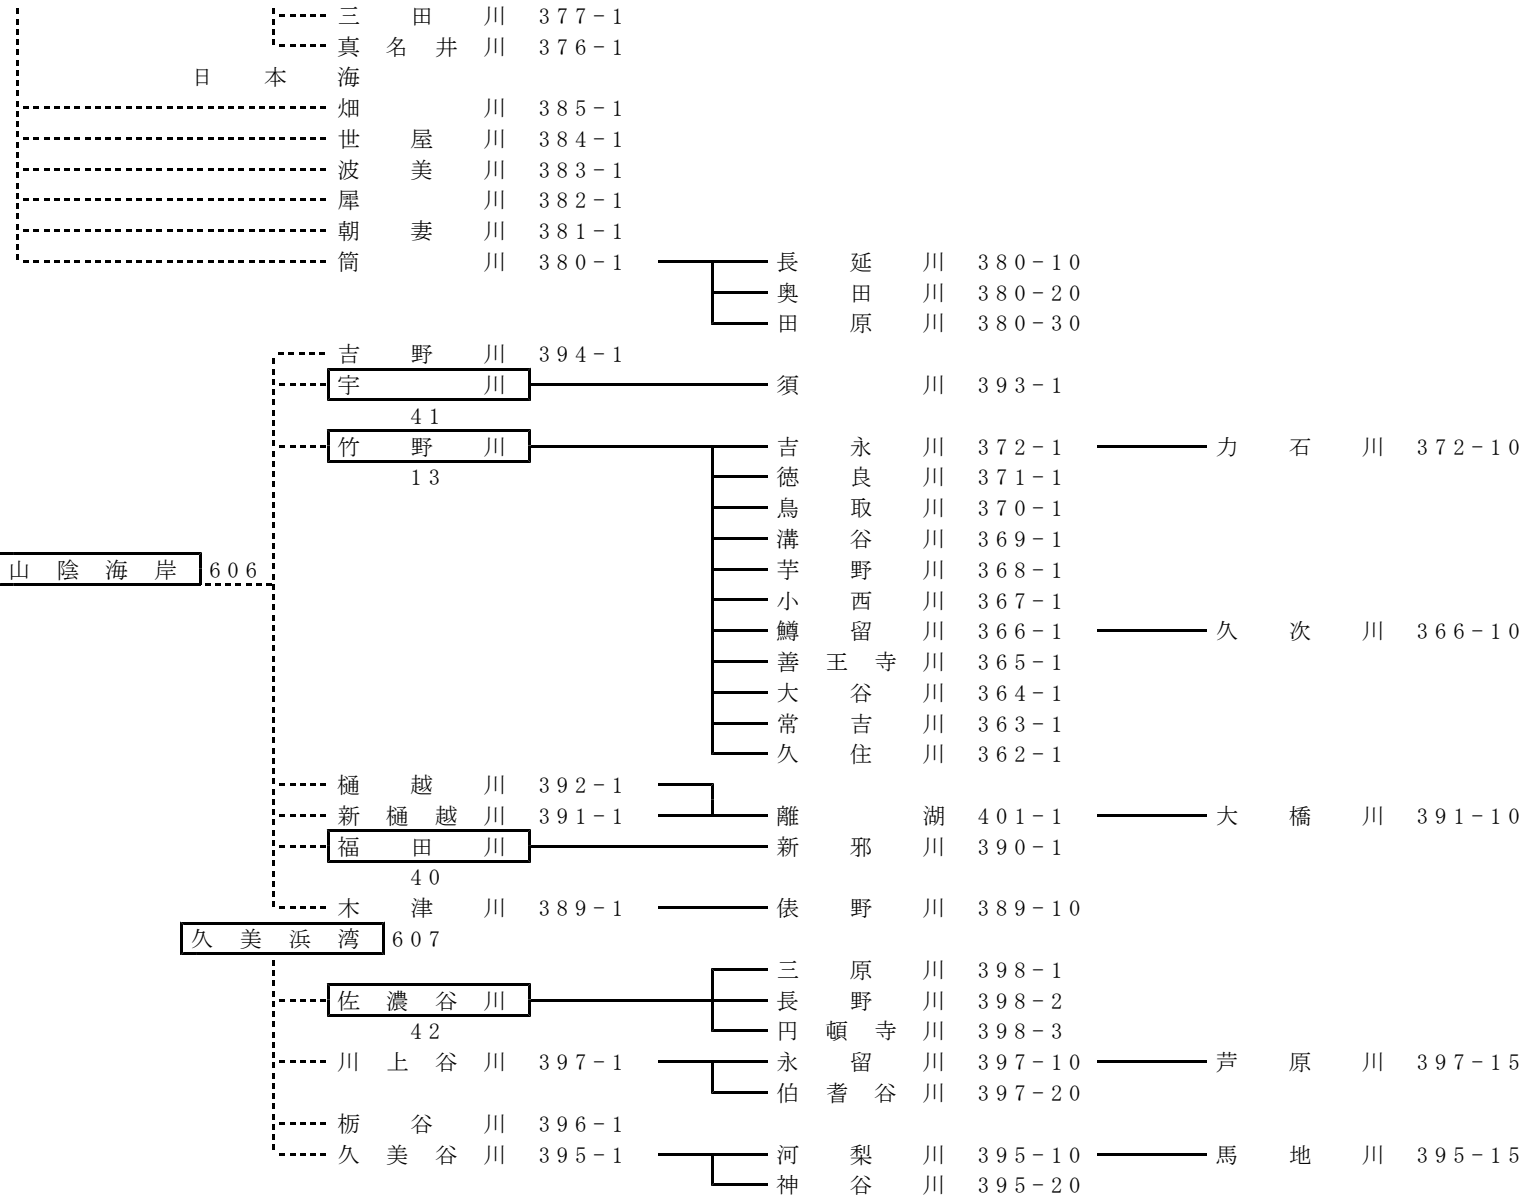 三田川 377-1
真名井川 376-1
日本海
畑川 385-1
世屋川 384-1
波美川 383-1
犀川 382-1
朝妻川 381-1
筒川 380-1 長延川 380-10
奥田川 380-20
田原川 380-30
吉野川 394-1
宇川 須川 393-1
41
竹野川 吉永川 372-1 力石川 372-10
13 徳良川 371-1
鳥取川 370-1
溝谷川 369-1
山陰海岸 606 芋野川 368-1
小西川 367-1
鱒留川 366-1 久次川 366-10
善王寺川 365-1
大谷川 364-1
常吉川 363-1
久住川 362-1
樋越川 392-1
新樋越川 391-1 離湖 401-1 大橋川 391-10
福田川 新邪川 390-1
40
木津川 389-1 俵野川 389-10
久美浜湾 607
三原川 398-1
佐濃谷川 長野川 398-2
42 円頓寺川 398-3
川上谷川 397-1 永留川 397-10 芦原川 397-15
伯耆谷川 397-20
栃谷川 396-1
久美谷川 395-1 河梨川 395-10 馬地川 395-15
神谷川 395-20